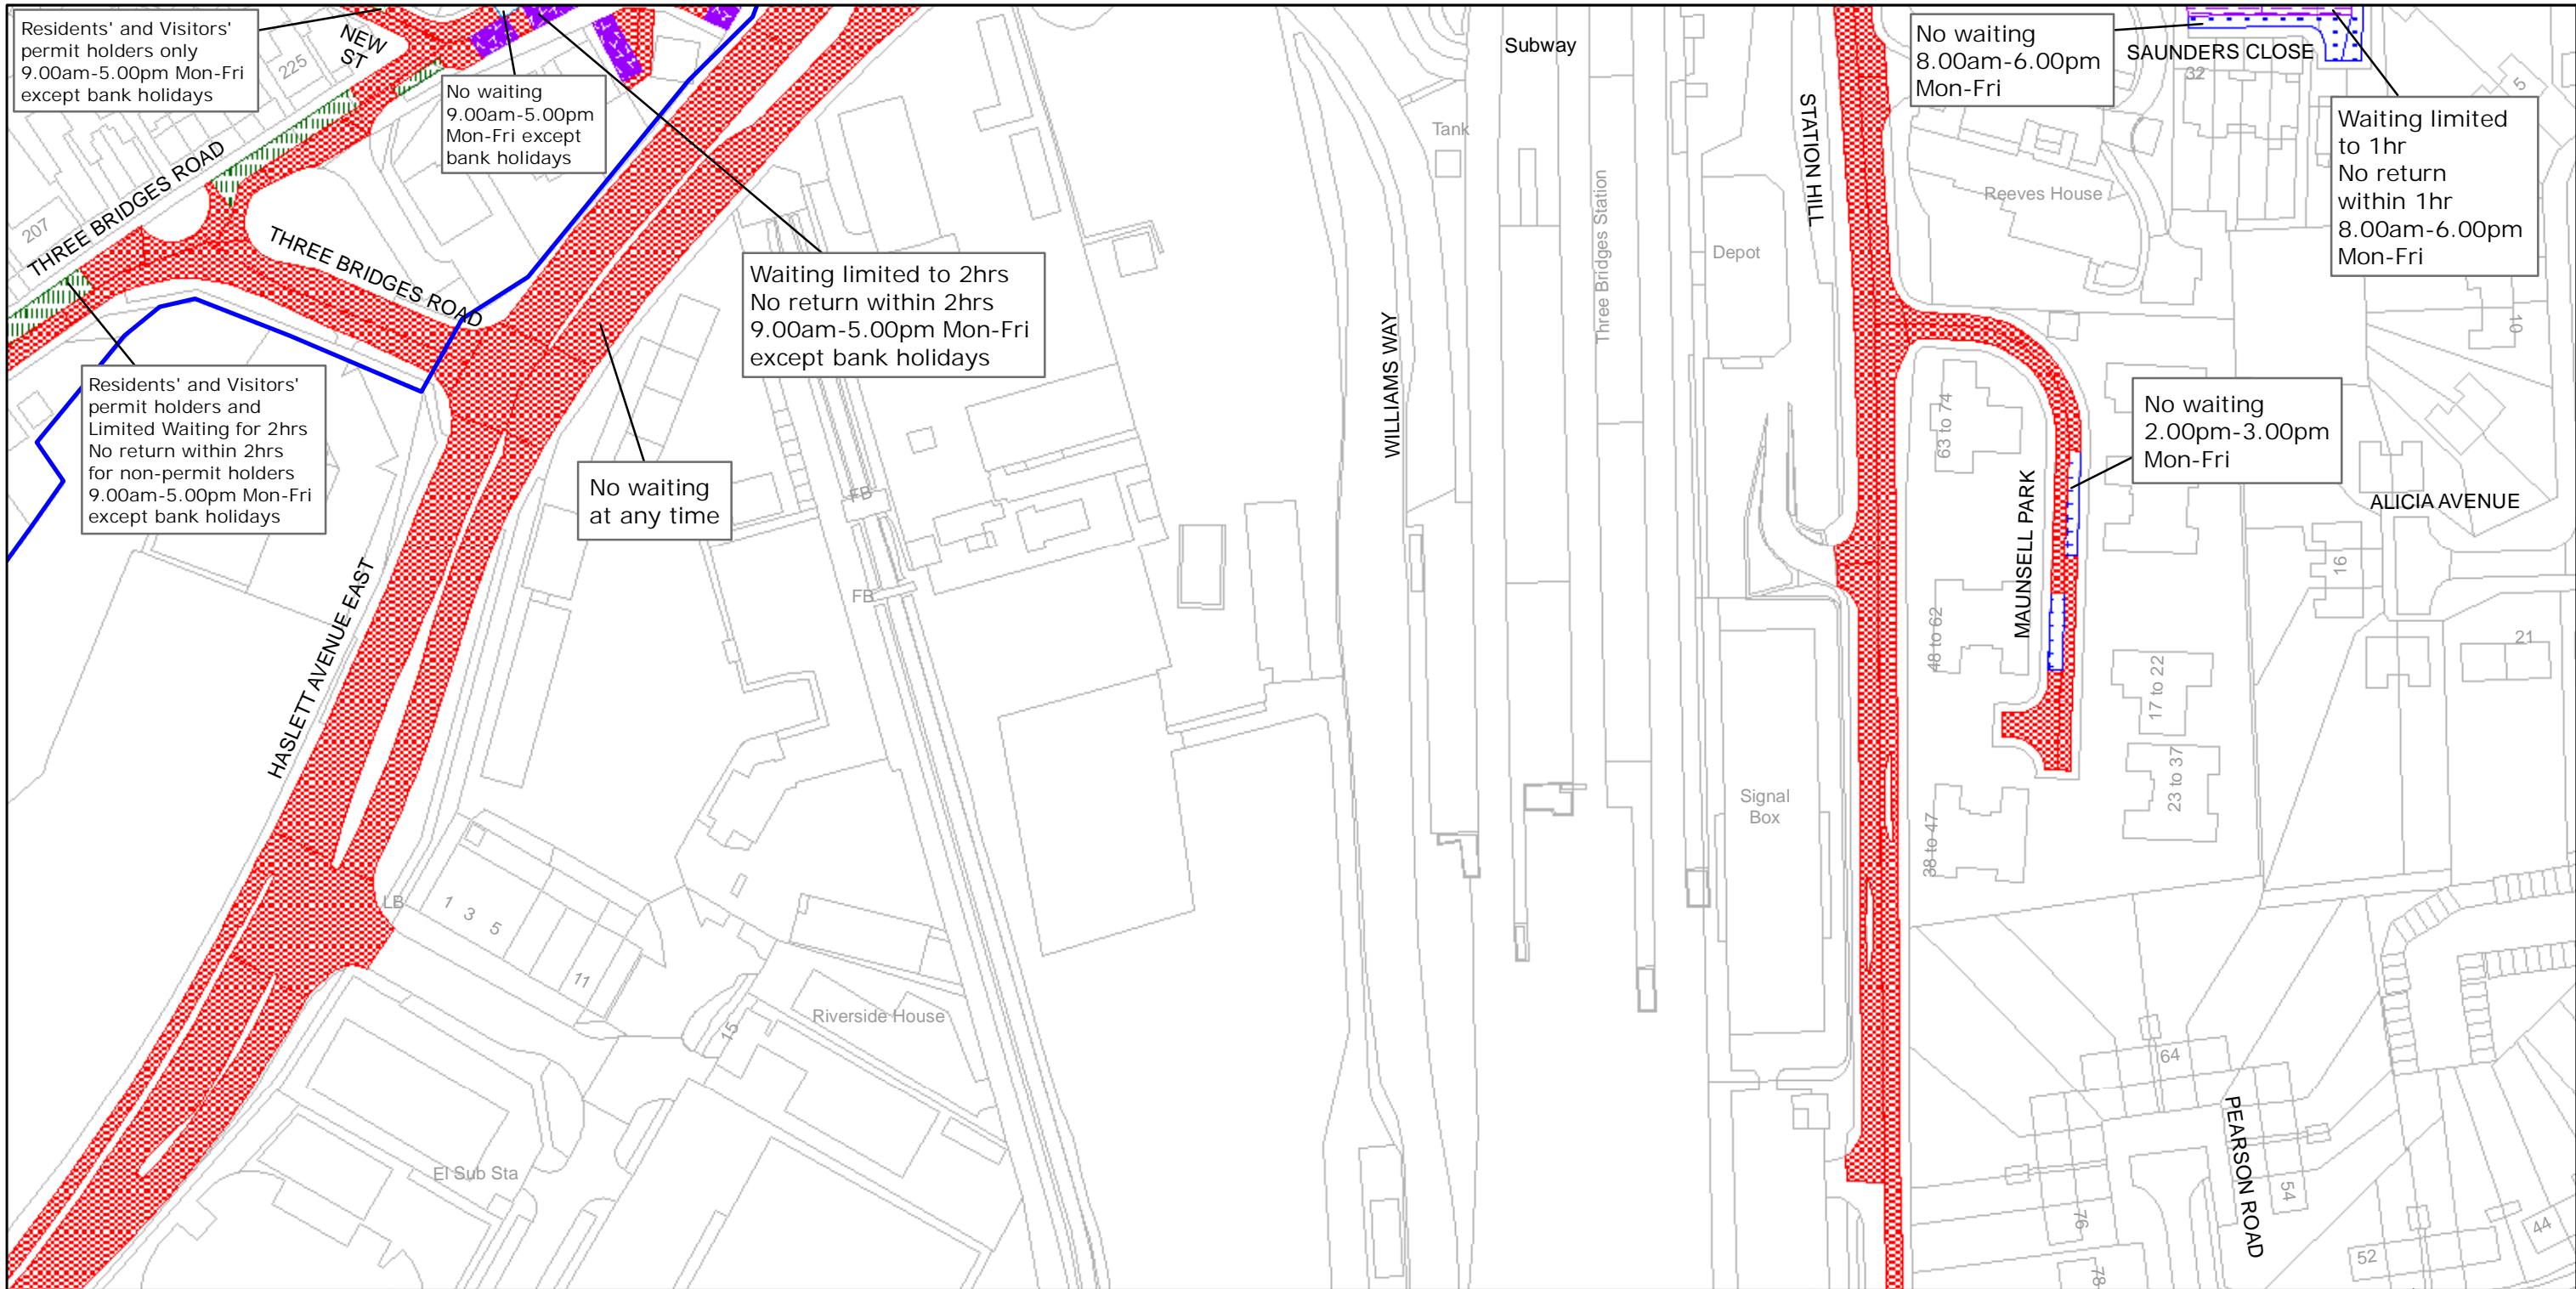 Residents' and Visitors'
permit holders only
9.00am-5.00pm Mon-Fri
except bank holidays
NEW
ST
225
No waiting
9.00am-5.00pm
Mon-Fri except
bank holidays
THREE BRIDGES ROAD
207
THREE BRIDGES ROAD
Waiting limited to 2hrs
No return within 2hrs
9.00am-5.00pm Mon-Fri
except bank holidays
Residents' and Visitors'
permit holders and
Limited Waiting for 2hrs
No return within 2hrs
for non-permit holders
9.00am-5.00pm Mon-Fri
except bank holidays
No waiting
at any time
HASLETT AVENUE EAST
FB
FB
LB
1
3
5
11
15
Riverside House
El Sub Sta
WILLIAMS WAY
Subway
Tank
Three Bridges Station
Depot
STATION HILL
Signal
Box
No waiting
8.00am-6.00pm
Mon-Fri
SAUNDERS CLOSE
32
5
Waiting limited
to 1hr
No return
within 1hr
8.00am-6.00pm
Mon-Fri
Reeves House
10
63 to 74
No waiting
2.00pm-3.00pm
Mon-Fri
MAUNSELL PARK
ALICIA AVENUE
16
48 to 62
21
17 to 22
23 to 37
38 to 47
64
PEARSON ROAD
54
76
44
52
78